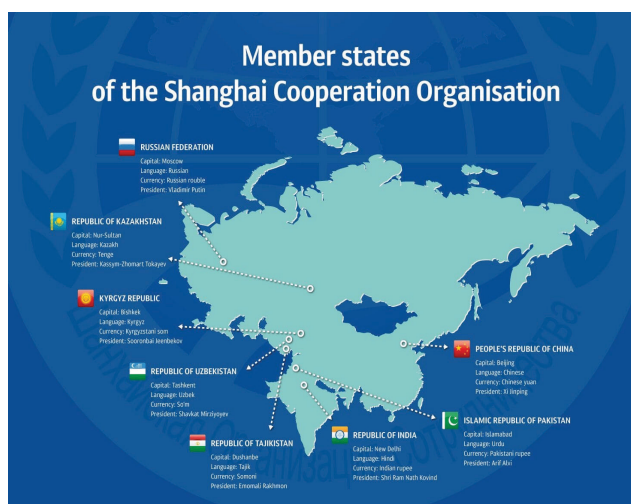 Member states
of the Shanghai Cooperation Organisation
RUSSIAN FEDERATION
Capital: Moscow
Language: Russian
Currency: Russian rouble
President: Vladimir Putin
REPUBLIC OF KAZAKHSTAN
Capital: Nur-Sultan
Language: Kazakh
Currency: Tenge
President: Kassym-Zhomart Tokayev
KYRGYZ REPUBLIC
Capital: Bishkek
Language: Kyrgyz
Currency: Kyrgyzstani som
President: Sooronbai Jeenbekov
REPUBLIC OF UZBEKISTAN
Capital: Tashkent
Language: Uzbek
Currency: So'm
President: Shavkat Mirziyoyev
REPUBLIC OF TAJIKISTAN
Capital: Dushanbe
Language: Tajik
Currency: Somoni
President: Emomali Rakhmon
REPUBLIC OF INDIA
Capital: New Delhi
Language: Hindi
Currency: Indian rupee
President: Shri Ram Nath Kovind
ISLAMIC REPUBLIC OF PAKISTAN
Capital: Islamabad
Language: Urdu
Currency: Pakistani rupee
President: Arif Alvi
PEOPLE'S REPUBLIC OF CHINA
Capital: Beijing
Language: Chinese
Currency: Chinese yuan
President: Xi Jinping